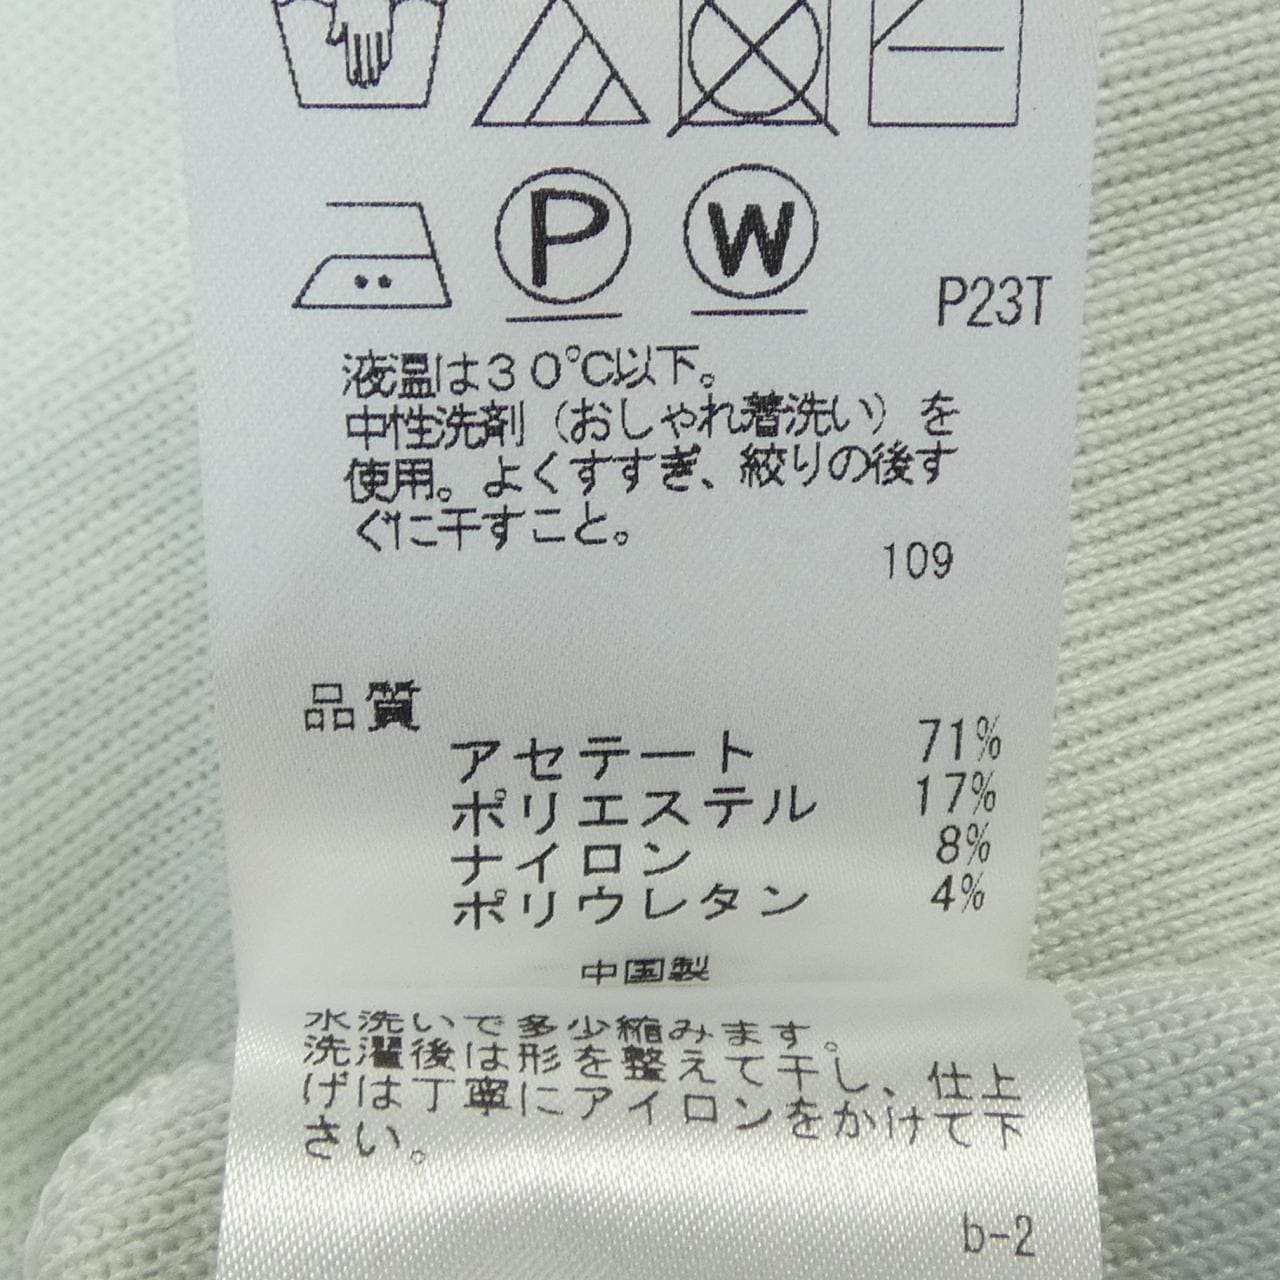 P W
P23T
液温は30℃以下。
中性洗剤（おしゃれ着洗い）を
使用。よくすすぎ、絞りの後す
ぐに干すこと。
109
品質
アセテート 71%
ポリエステル 17%
ナイロン 8%
ポリウレタン 4%
中国製
水洗いで多少縮みます。
洗濯後は形を整えて干し、仕上
げは丁寧にアイロンをかけて下
さい。
b-2